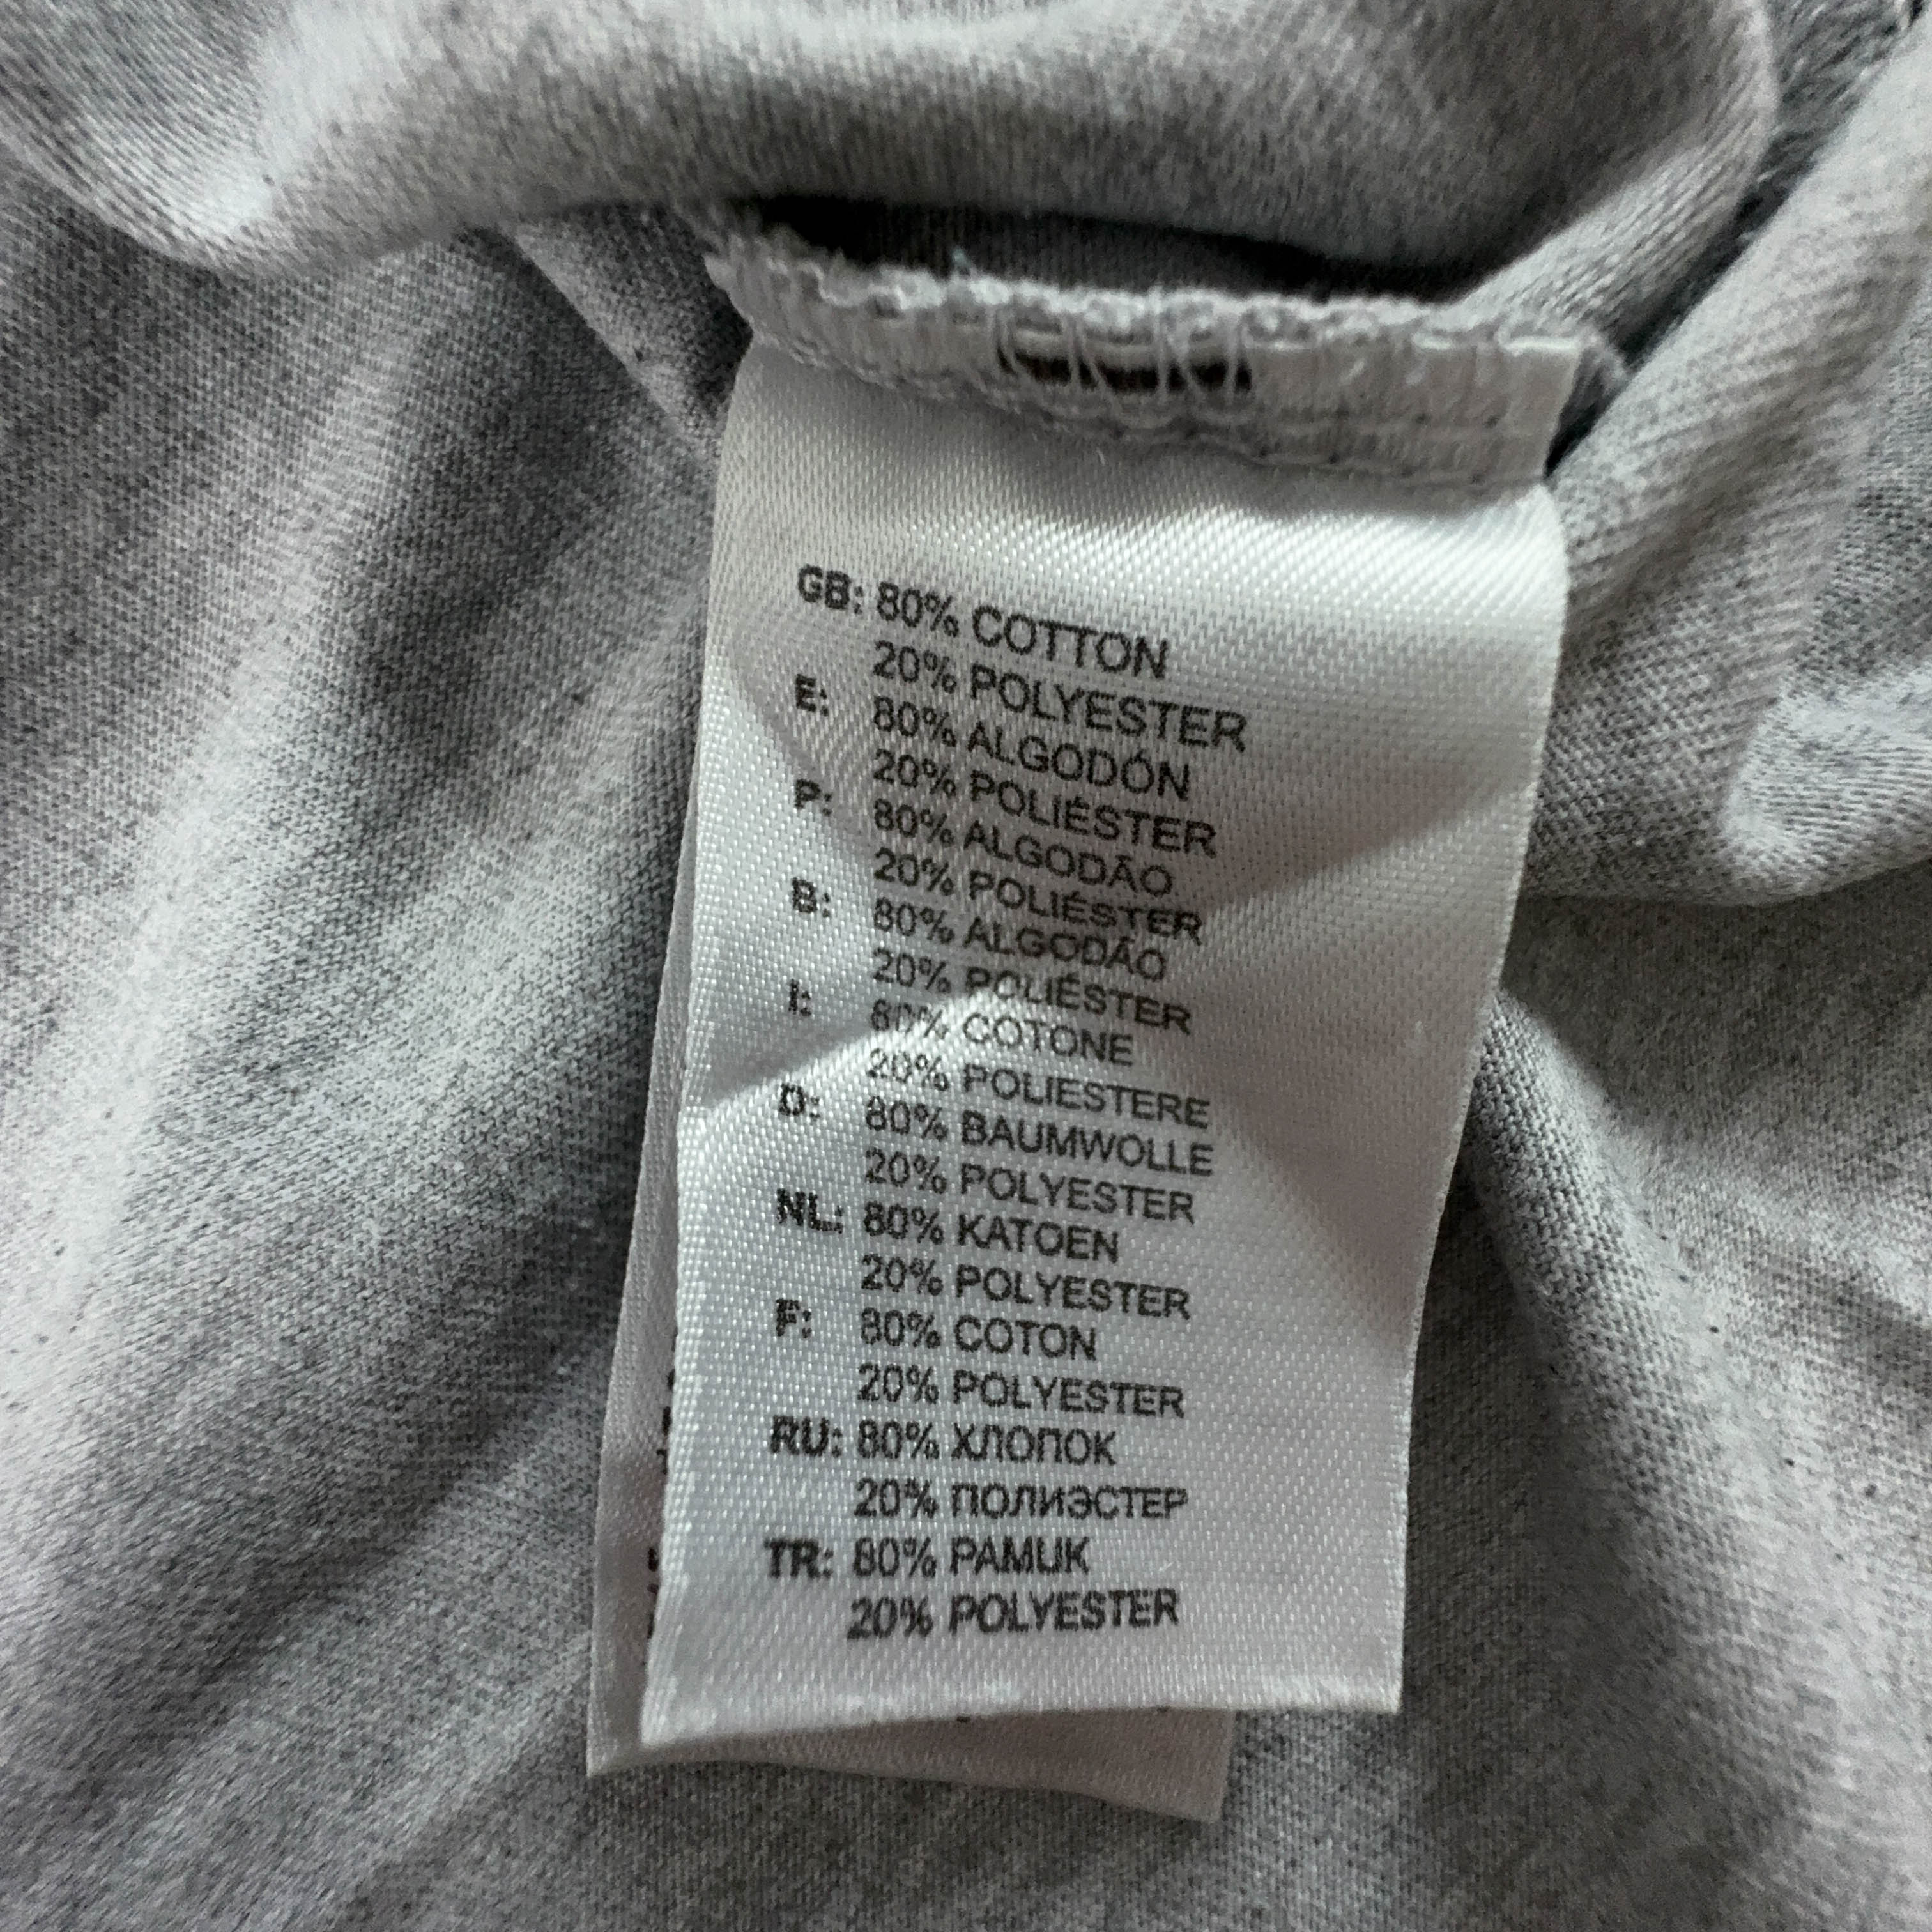 GB: 80% COTTON
20% POLYESTER
E: 80% ALGODÓN
20% POLIÉSTER
P: 80% ALGODÃO
20% POLIÉSTER
B: 80% ALGODÃO
20% POLIÉSTER
I: 80% COTONE
20% POLIESTERE
D: 80% BAUMWOLLE
20% POLYESTER
NL: 80% KATOEN
20% POLYESTER
F: 80% COTON
20% POLYESTER
RU: 80% ХЛОПОК
20% ПОЛИЭСТЕР
TR: 80% PAMUK
20% POLYESTER